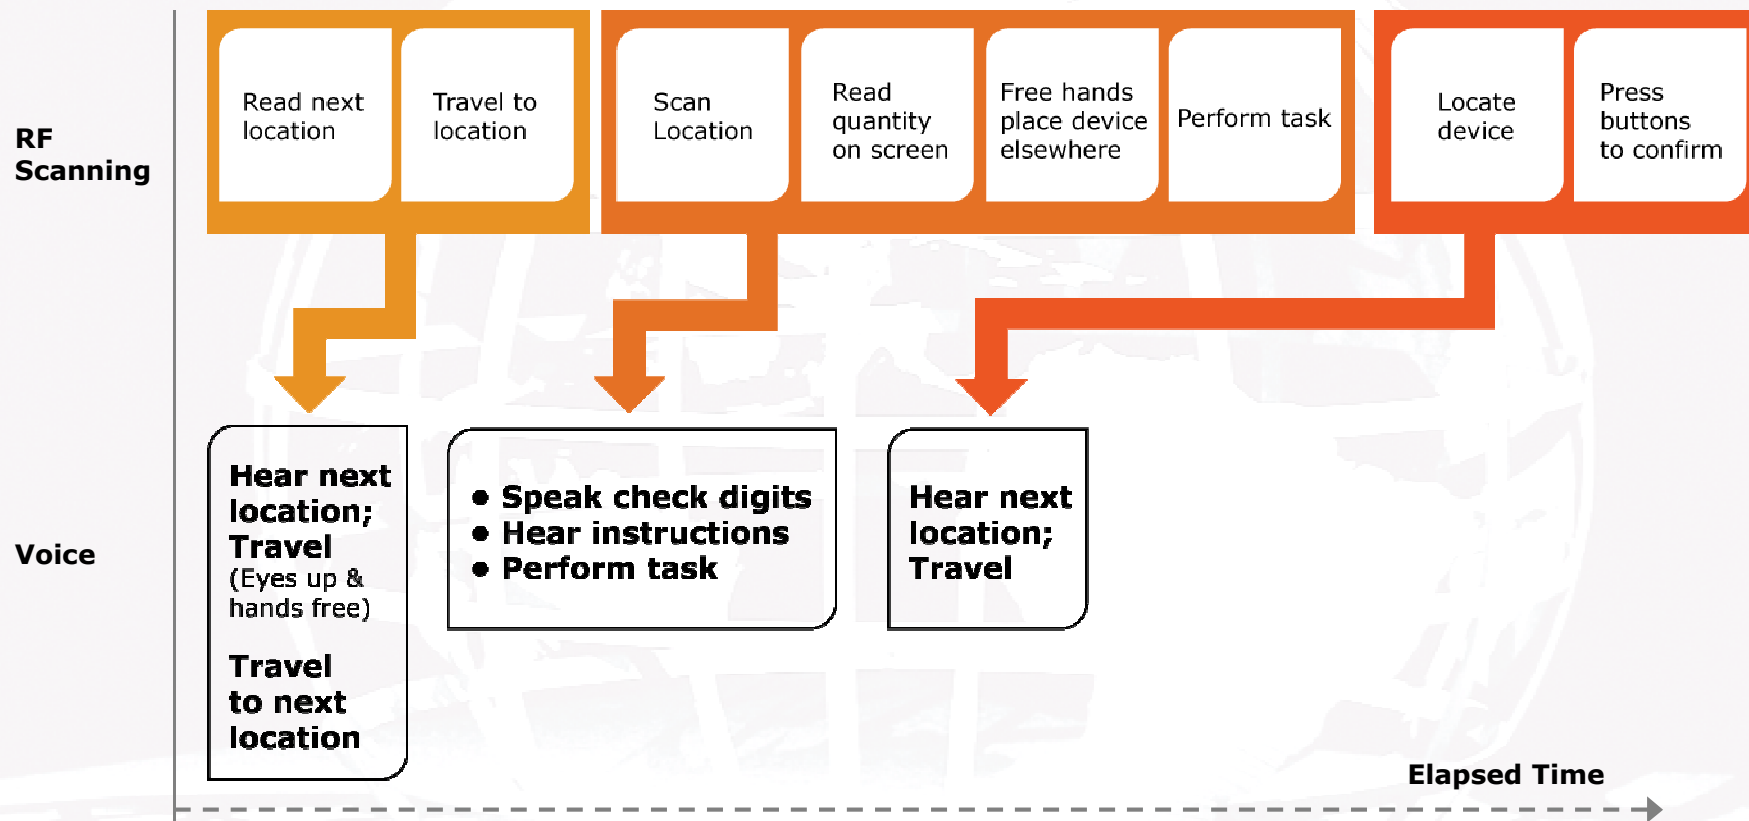 RF
Scanning
Read next
location
Travel to
location
Scan
Location
Read
quantity
on screen
Free hands
place device
elsewhere
Perform task
Locate
device
Press
buttons
to confirm
Voice
Hear next
location;
Travel
(Eyes up &
hands free)
Travel
to next
location
● Speak check digits
● Hear instructions
● Perform task
Hear next
location;
Travel
Elapsed Time